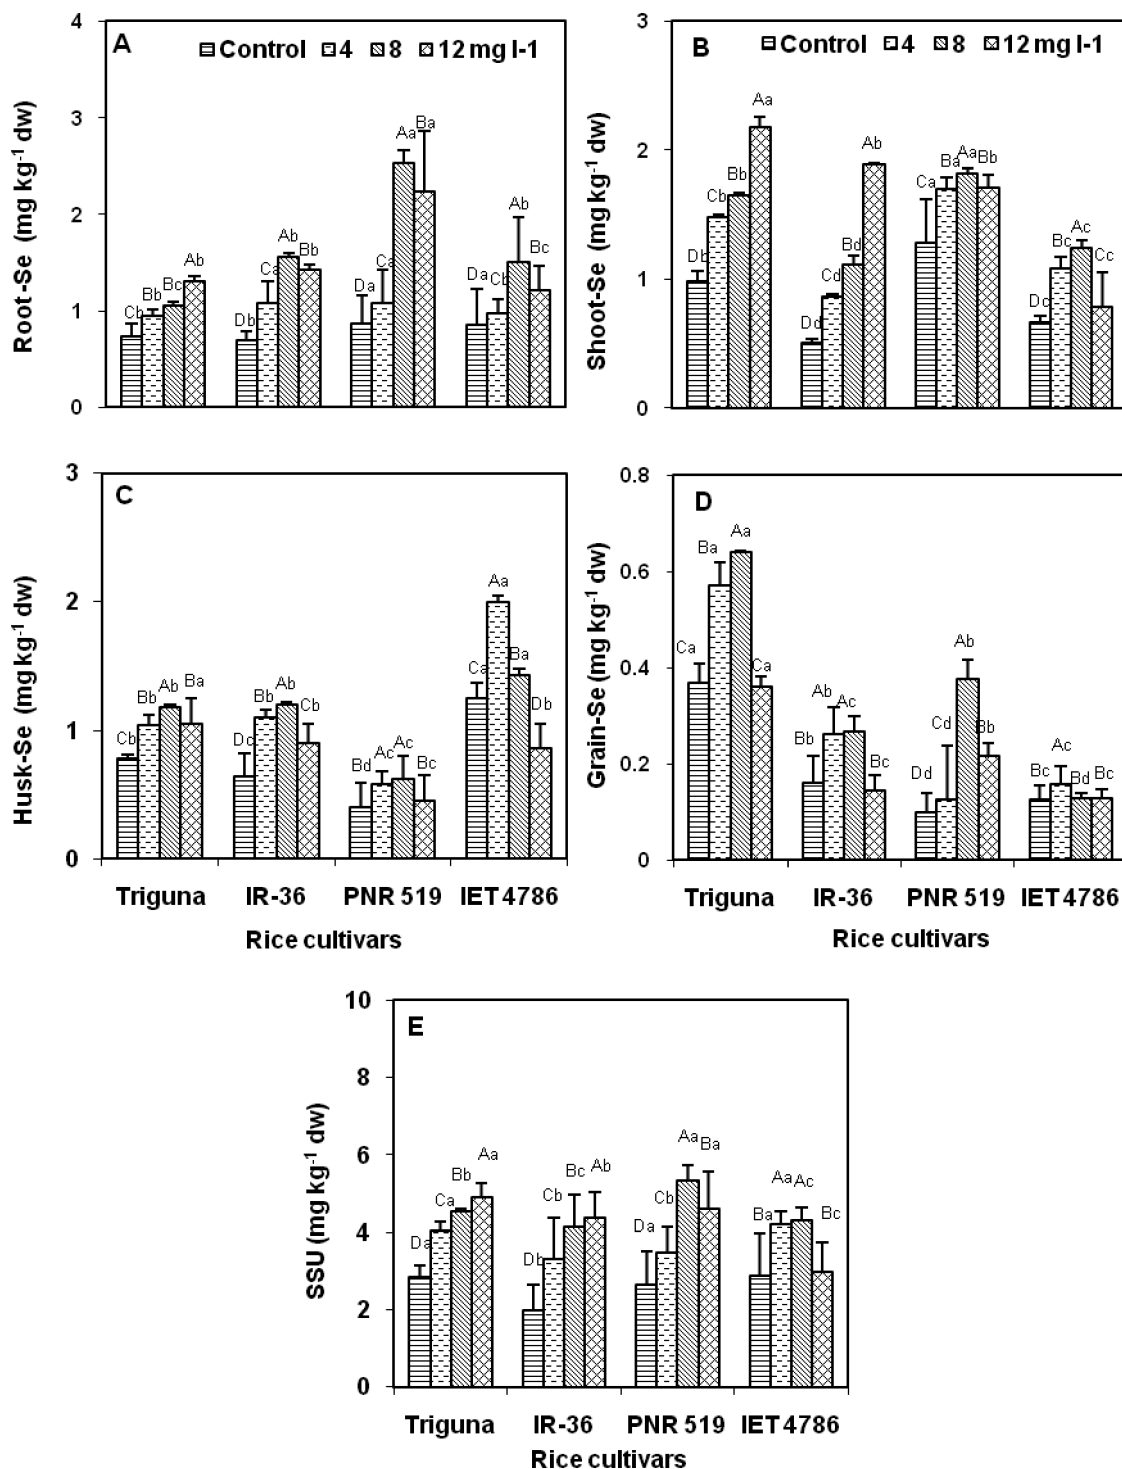 A
Control 4 8 12 mg l-1
Root-Se (mg kg-1 dw)
4
3
2
1
0
Cb Bb Bc Ab
Db Ca Ab Bb
Da Ca Aa Ba
Da Cb Ab Bc
B
Control 4 8 12 mg l-1
Shoot-Se (mg kg-1 dw)
3
2
1
0
Db Cb Bb Aa
Dd Cd Bd Ab
Ca Ba Aa Bb
Dc Bc Ac Cc
C
Husk-Se (mg kg-1 dw)
3
2
1
0
Cb Bb Ab Ba
Dc Bb Ab Cb
Bd Ac Ac Bc
Ca Aa Ba Db
Triguna IR-36 PNR 519 IET 4786
Rice cultivars
D
Grain-Se (mg kg-1 dw)
0.8
0.6
0.4
0.2
0
Ca Ba Aa Ca
Bb Ab Ac Bc
Dd Cd Ab Bb
Bc Ac Bd Bc
Triguna IR-36 PNR 519 IET 4786
Rice cultivars
E
SSU (mg kg-1 dw)
10
8
6
4
2
0
Da Ca Bb Aa
Db Cb Bc Ab
Da Cb Aa Ba
Ba Aa Ac Bc
Triguna IR-36 PNR 519 IET 4786
Rice cultivars